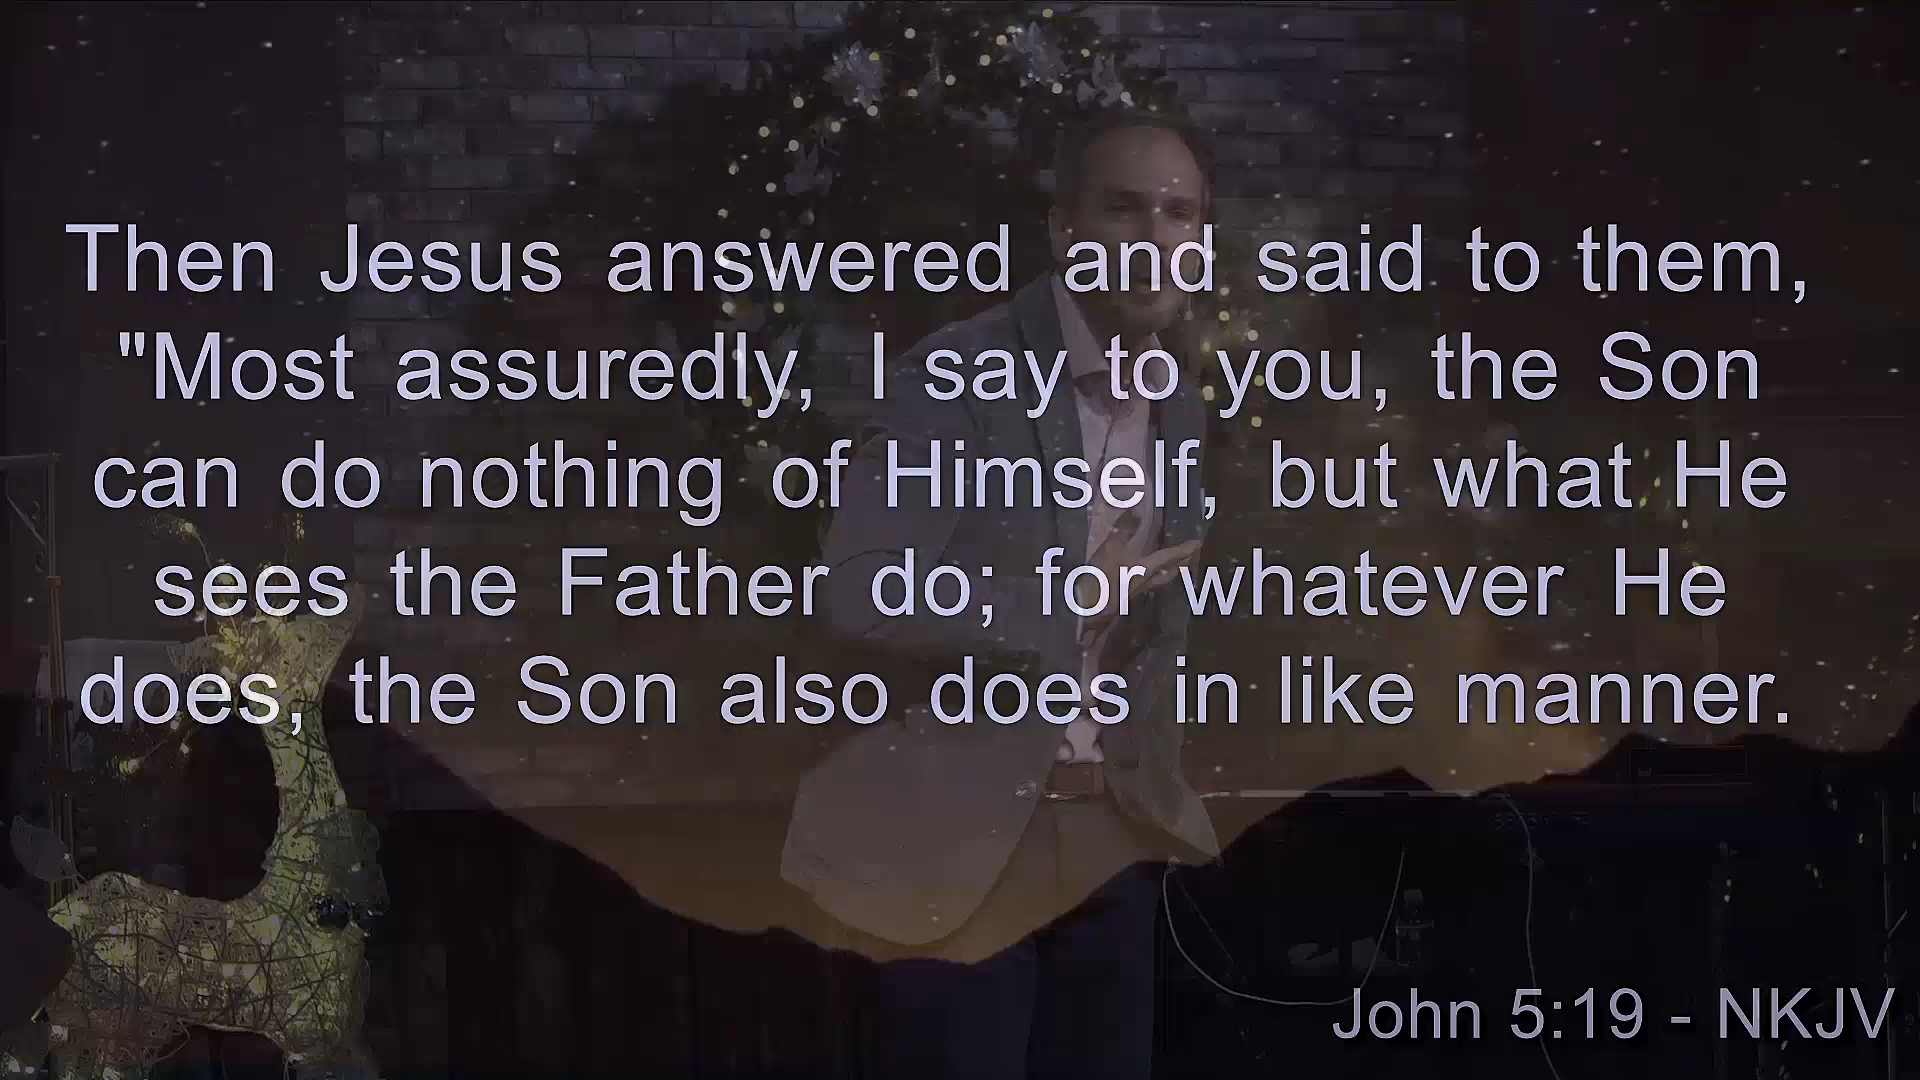 Then Jesus answered and said to them,
"Most assuredly, I say to you, the Son
can do nothing of Himself, but what He
sees the Father do; for whatever He
does, the Son also does in like manner.
John 5:19 - NKJV